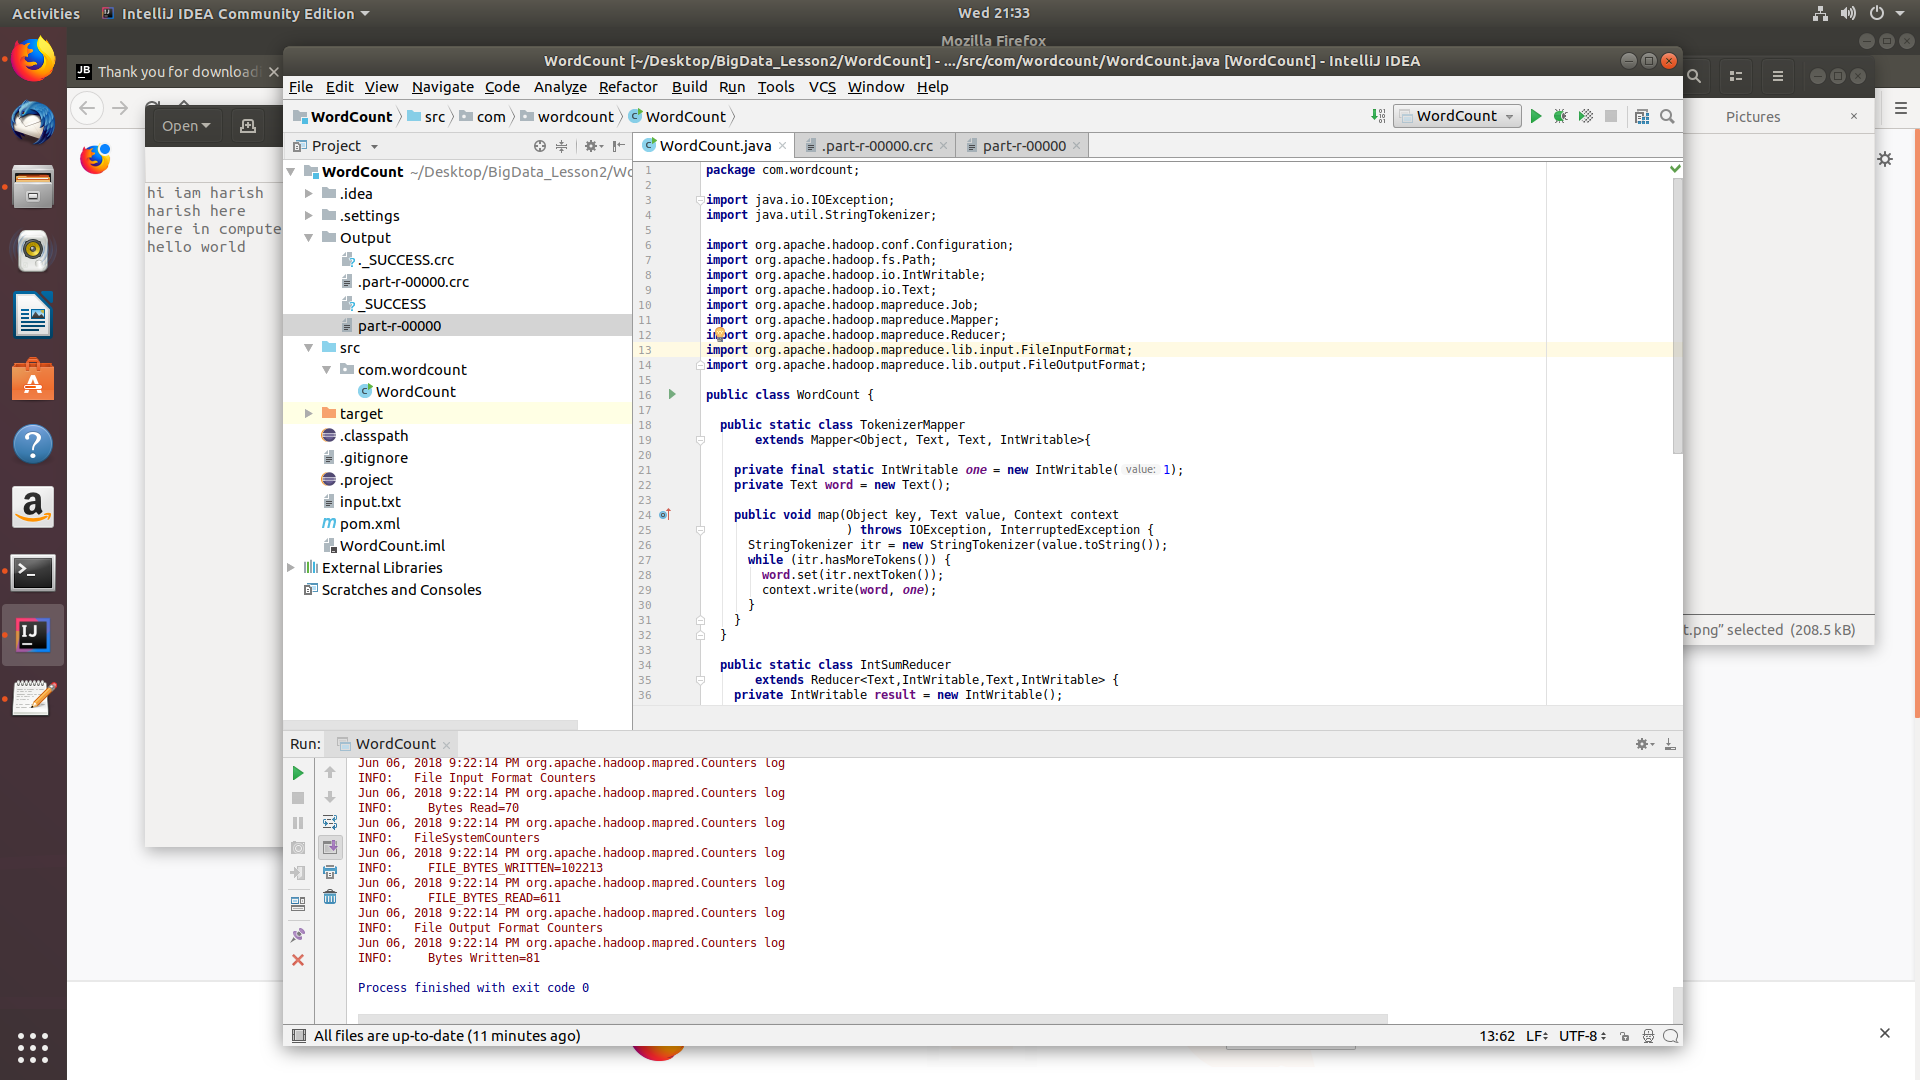 Activities
IntelliJ IDEA Community Edition
Wed 21:33
Mozilla Firefox
JB Thank you for download
Open
hi iam harish
harish here
here in compute
hello world
WordCount [~/Desktop/BigData_Lesson2/WordCount] - .../src/com/wordcount/WordCount.java [WordCount] - IntelliJ IDEA
File Edit View Navigate Code Analyze Refactor Build Run Tools VCS Window Help
WordCount src com wordcount WordCount
WordCount
Project
WordCount.java .part-r-00000.crc part-r-00000
WordCount ~/Desktop/BigData_Lesson2/Wo
.idea
.settings
Output
._SUCCESS.crc
.part-r-00000.crc
_SUCCESS
part-r-00000
src
com.wordcount
WordCount
target
.classpath
.gitignore
.project
input.txt
pom.xml
WordCount.iml
External Libraries
Scratches and Consoles
1 package com.wordcount;
2
3 import java.io.IOException;
4 import java.util.StringTokenizer;
5
6 import org.apache.hadoop.conf.Configuration;
7 import org.apache.hadoop.fs.Path;
8 import org.apache.hadoop.io.IntWritable;
9 import org.apache.hadoop.io.Text;
10 import org.apache.hadoop.mapreduce.Job;
11 import org.apache.hadoop.mapreduce.Mapper;
12 import org.apache.hadoop.mapreduce.Reducer;
13 import org.apache.hadoop.mapreduce.lib.input.FileInputFormat;
14 import org.apache.hadoop.mapreduce.lib.output.FileOutputFormat;
15
16 public class WordCount {
17
18 public static class TokenizerMapper
19 extends Mapper<Object, Text, Text, IntWritable>{
20
21 private final static IntWritable one = new IntWritable( value: 1);
22 private Text word = new Text();
23
24 public void map(Object key, Text value, Context context
25 ) throws IOException, InterruptedException {
26 StringTokenizer itr = new StringTokenizer(value.toString());
27 while (itr.hasMoreTokens()) {
28 word.set(itr.nextToken());
29 context.write(word, one);
30 }
31 }
32 }
33
34 public static class IntSumReducer
35 extends Reducer<Text,IntWritable,Text,IntWritable> {
36 private IntWritable result = new IntWritable();
Pictures
t.png" selected (208.5 kB)
Run: WordCount
Jun 06, 2018 9:22:14 PM org.apache.hadoop.mapred.Counters log
INFO: File Input Format Counters
Jun 06, 2018 9:22:14 PM org.apache.hadoop.mapred.Counters log
INFO: Bytes Read=70
Jun 06, 2018 9:22:14 PM org.apache.hadoop.mapred.Counters log
INFO: FileSystemCounters
Jun 06, 2018 9:22:14 PM org.apache.hadoop.mapred.Counters log
INFO: FILE_BYTES_WRITTEN=102213
Jun 06, 2018 9:22:14 PM org.apache.hadoop.mapred.Counters log
INFO: FILE_BYTES_READ=611
Jun 06, 2018 9:22:14 PM org.apache.hadoop.mapred.Counters log
INFO: File Output Format Counters
Jun 06, 2018 9:22:14 PM org.apache.hadoop.mapred.Counters log
INFO: Bytes Written=81
Process finished with exit code 0
All files are up-to-date (11 minutes ago)
13:62 LF UTF-8